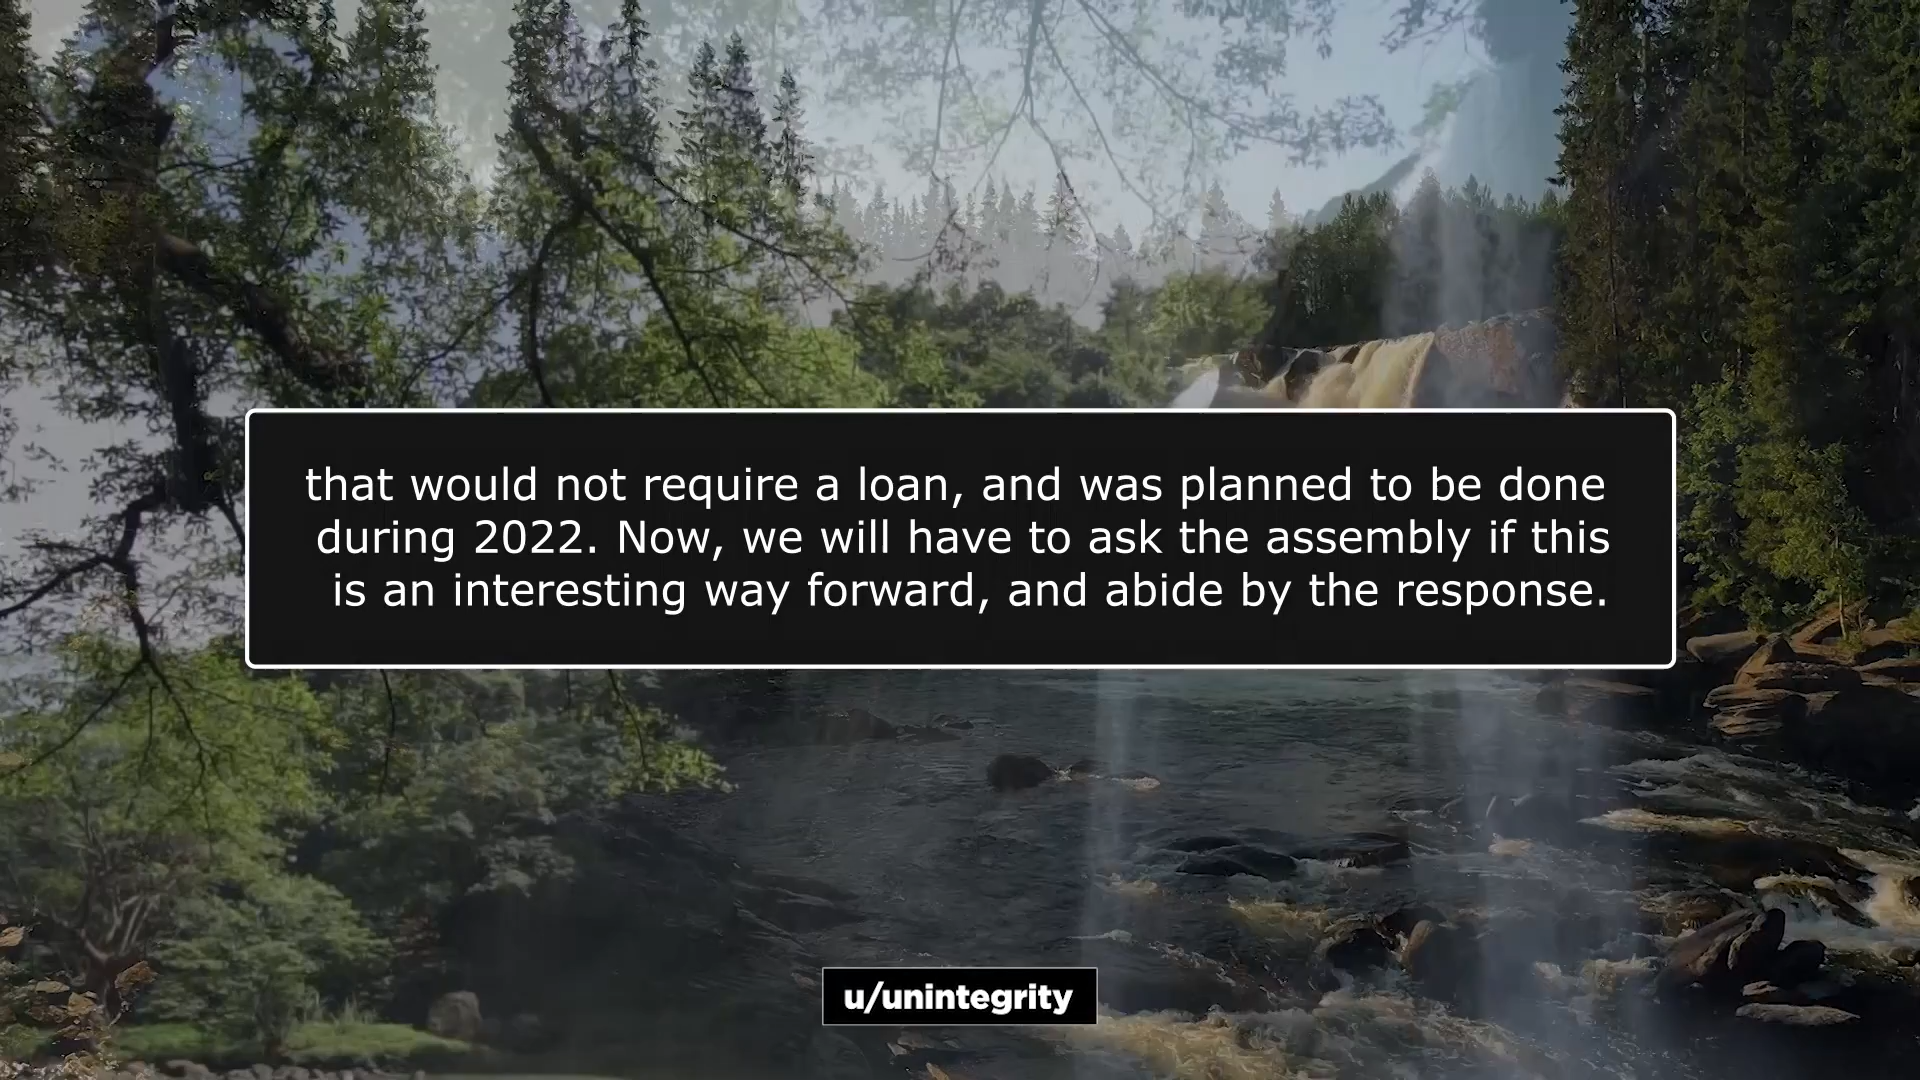 that would not require a loan, and was planned to be done
during 2022. Now, we will have to ask the assembly if this
is an interesting way forward, and abide by the response.
u/unintegrity